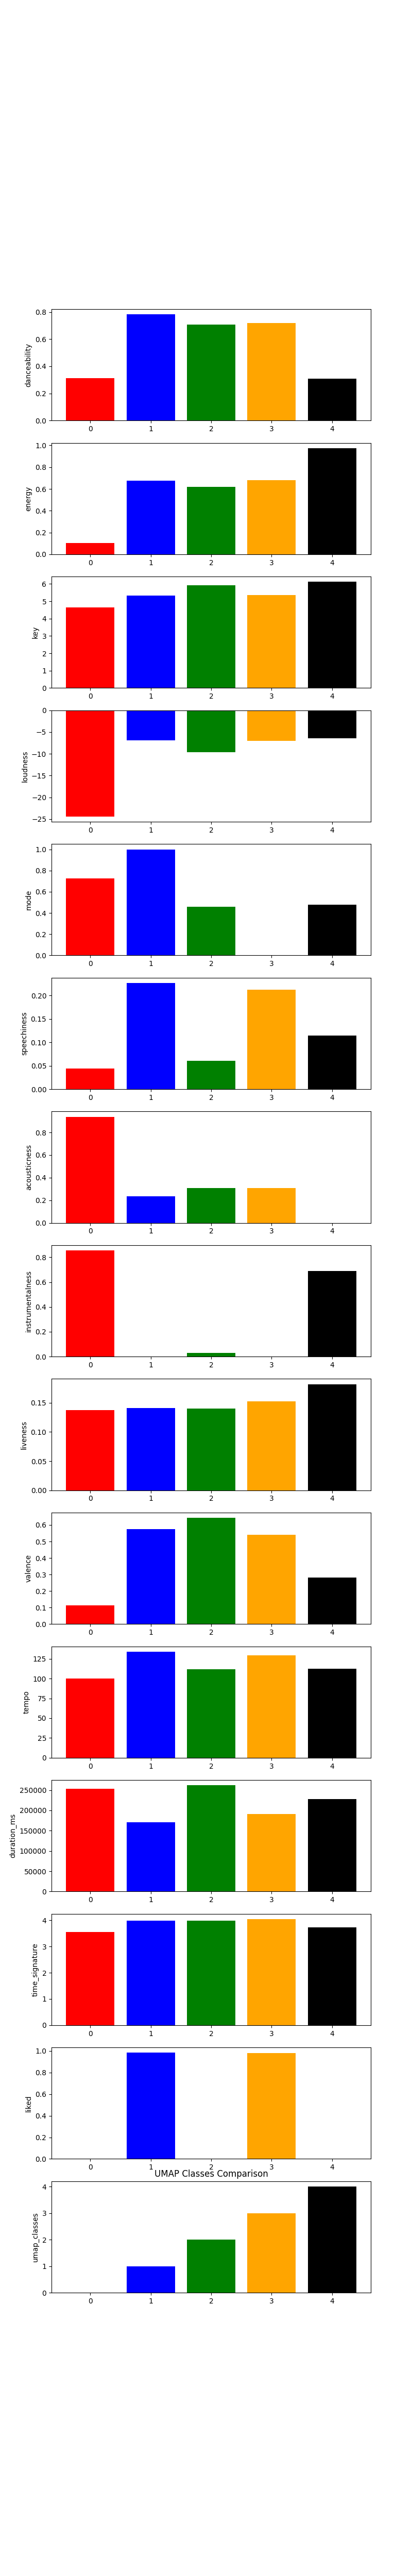 0.8
0.6
0.4
0.2
0.0
danceability
0 1 2 3 4
1.0
0.8
0.6
0.4
0.2
0.0
energy
0 1 2 3 4
6
5
4
3
2
1
0
key
0 1 2 3 4
0
−5
−10
−15
−20
−25
loudness
0 1 2 3 4
1.0
0.8
0.6
0.4
0.2
0.0
mode
0 1 2 3 4
0.20
0.15
0.10
0.05
0.00
speechiness
0 1 2 3 4
0.8
0.6
0.4
0.2
0.0
acousticness
0 1 2 3 4
0.8
0.6
0.4
0.2
0.0
instrumentalness
0 1 2 3 4
0.15
0.10
0.05
0.00
liveness
0 1 2 3 4
0.6
0.5
0.4
0.3
0.2
0.1
0.0
valence
0 1 2 3 4
125
100
75
50
25
0
tempo
0 1 2 3 4
250000
200000
150000
100000
50000
0
duration_ms
0 1 2 3 4
4
3
2
1
0
time_signature
0 1 2 3 4
1.0
0.8
0.6
0.4
0.2
0.0
liked
0 1 2 3 4
UMAP Classes Comparison
4
3
2
1
0
umap_classes
0 1 2 3 4